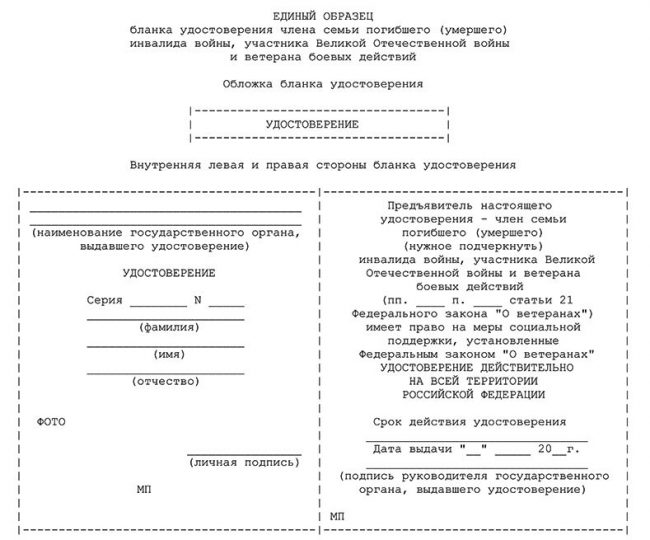 ЕДИНЫЙ ОБРАЗЕЦ
бланка удостоверения члена семьи погибшего (умершего)
инвалида войны, участника Великой Отечественной войны
и ветерана боевых действий
Обложка бланка удостоверения
УДОСТОВЕРЕНИЕ
Внутренняя левая и правая стороны бланка удостоверения
(наименование государственного органа,
выдавшего удостоверение)
УДОСТОВЕРЕНИЕ
Серия ________ N _____
(фамилия)
(имя)
(отчество)
ФОТО
(личная подпись)
МП
Предъявитель настоящего
удостоверения - член семьи
погибшего (умершего)
(нужное подчеркнуть)
инвалида войны, участника Великой
Отечественной войны и ветерана
боевых действий
(пп. ____ п. ____ статьи 21
Федерального закона "О ветеранах")
имеет право на меры социальной
поддержки, установленные
Федеральным законом "О ветеранах"
УДОСТОВЕРЕНИЕ ДЕЙСТВИТЕЛЬНО
НА ВСЕЙ ТЕРРИТОРИИ
РОССИЙСКОЙ ФЕДЕРАЦИИ
Срок действия удостоверения
Дата выдачи "__" _____ 20__г.
(подпись руководителя государственного
органа, выдавшего удостоверение)
МП